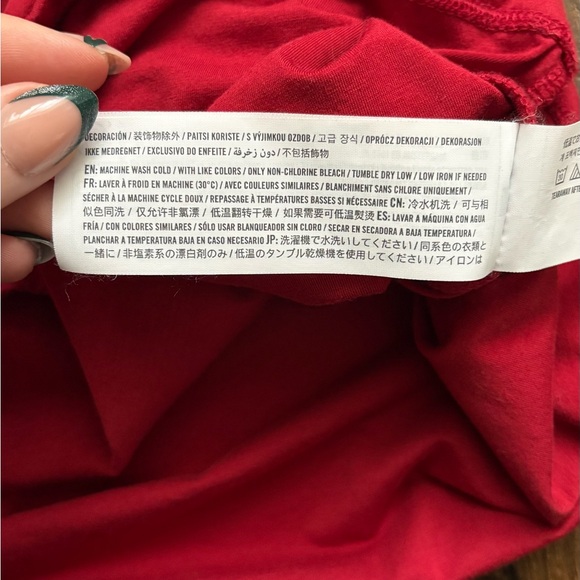 DECORACIÓN / 装饰物除外 / PAITSI KORISTE / S VÝJIMKOU OZDOB / 고급 장식 / OPRÓCZ DEKORACJI / DEKORASJON
IKKE MEDREGNET / EXCLUSIVO DO ENFEITE / دون زخرفة / 不包括飾物
EN: MACHINE WASH COLD / WITH LIKE COLORS / ONLY NON-CHLORINE BLEACH / TUMBLE DRY LOW / LOW IRON IF NEEDED
FR: LAVER À FROID EN MACHINE (30°C) / AVEC COULEURS SIMILAIRES / BLANCHIMENT SANS CHLORE UNIQUEMENT /
SÉCHER À LA MACHINE CYCLE DOUX / REPASSAGE À TEMPÉRATURES BASSES SI NÉCESSAIRE CN: 冷水机洗 / 可与相
似色同洗 / 仅允许非氯漂 / 低温翻转干燥 / 如果需要可低温熨烫 ES: LAVAR A MÁQUINA CON AGUA
FRÍA / CON COLORES SIMILARES / SÓLO USAR BLANQUEADOR SIN CLORO / SECAR A BAJA TEMPERATURA /
PLANCHAR A TEMPERATURA BAJA EN CASO NECESARIO JP: 洗濯機で水洗いしてください / 同系色の衣類と
一緒に / 非塩素系の漂白剤のみ / 低温のタンブル乾燥機を使用してください / アイロンは